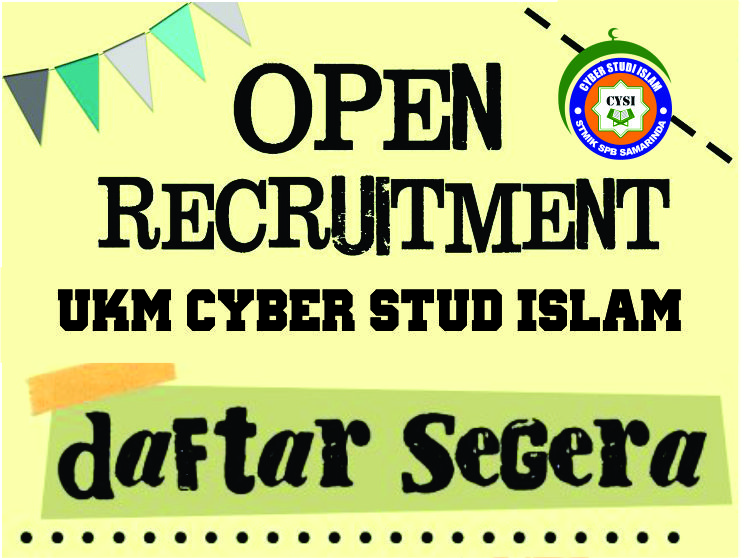 OPEN
RECRUITMENT
CYBER STUDI ISLAM
CYSI
STMIK SPB SAMARINDA
UKM CYBER STUD ISLAM
daftar segera